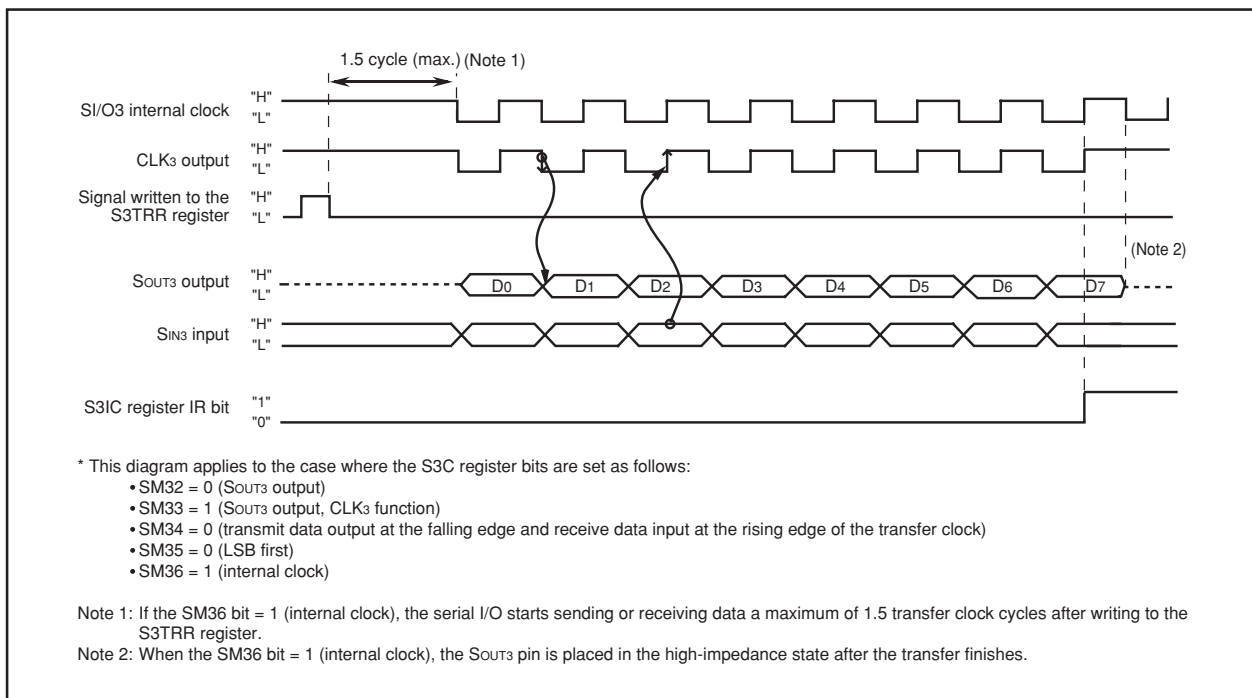 1.5 cycle (max.) (Note 1)
SI/O3 internal clock
"H"
"L"
CLK3 output
"H"
"L"
Signal written to the
S3TRR register
"H"
"L"
(Note 2)
SOUT3 output
"H"
"L"
D0 D1 D2 D3 D4 D5 D6 D7
SIN3 input
"H"
"L"
S3IC register IR bit
"1"
"0"
* This diagram applies to the case where the S3C register bits are set as follows:
• SM32 = 0 (SOUT3 output)
• SM33 = 1 (SOUT3 output, CLK3 function)
• SM34 = 0 (transmit data output at the falling edge and receive data input at the rising edge of the transfer clock)
• SM35 = 0 (LSB first)
• SM36 = 1 (internal clock)
Note 1: If the SM36 bit = 1 (internal clock), the serial I/O starts sending or receiving data a maximum of 1.5 transfer clock cycles after writing to the
S3TRR register.
Note 2: When the SM36 bit = 1 (internal clock), the SOUT3 pin is placed in the high-impedance state after the transfer finishes.